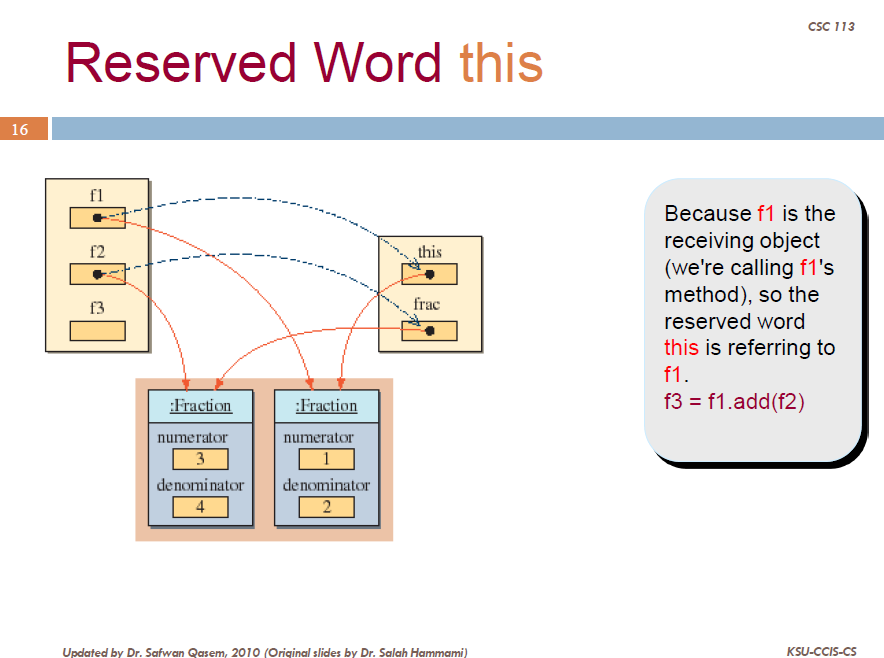 CSC 113
Reserved Word this
16
f1
f2
f3
this
frac
:Fraction
numerator
3
denominator
4
:Fraction
numerator
1
denominator
2
Because f1 is the
receiving object
(we're calling f1's
method), so the
reserved word
this is referring to
f1.
f3 = f1.add(f2)
Updated by Dr. Safwan Qasem, 2010 (Original slides by Dr. Salah Hammami)
KSU-CCIS-CS